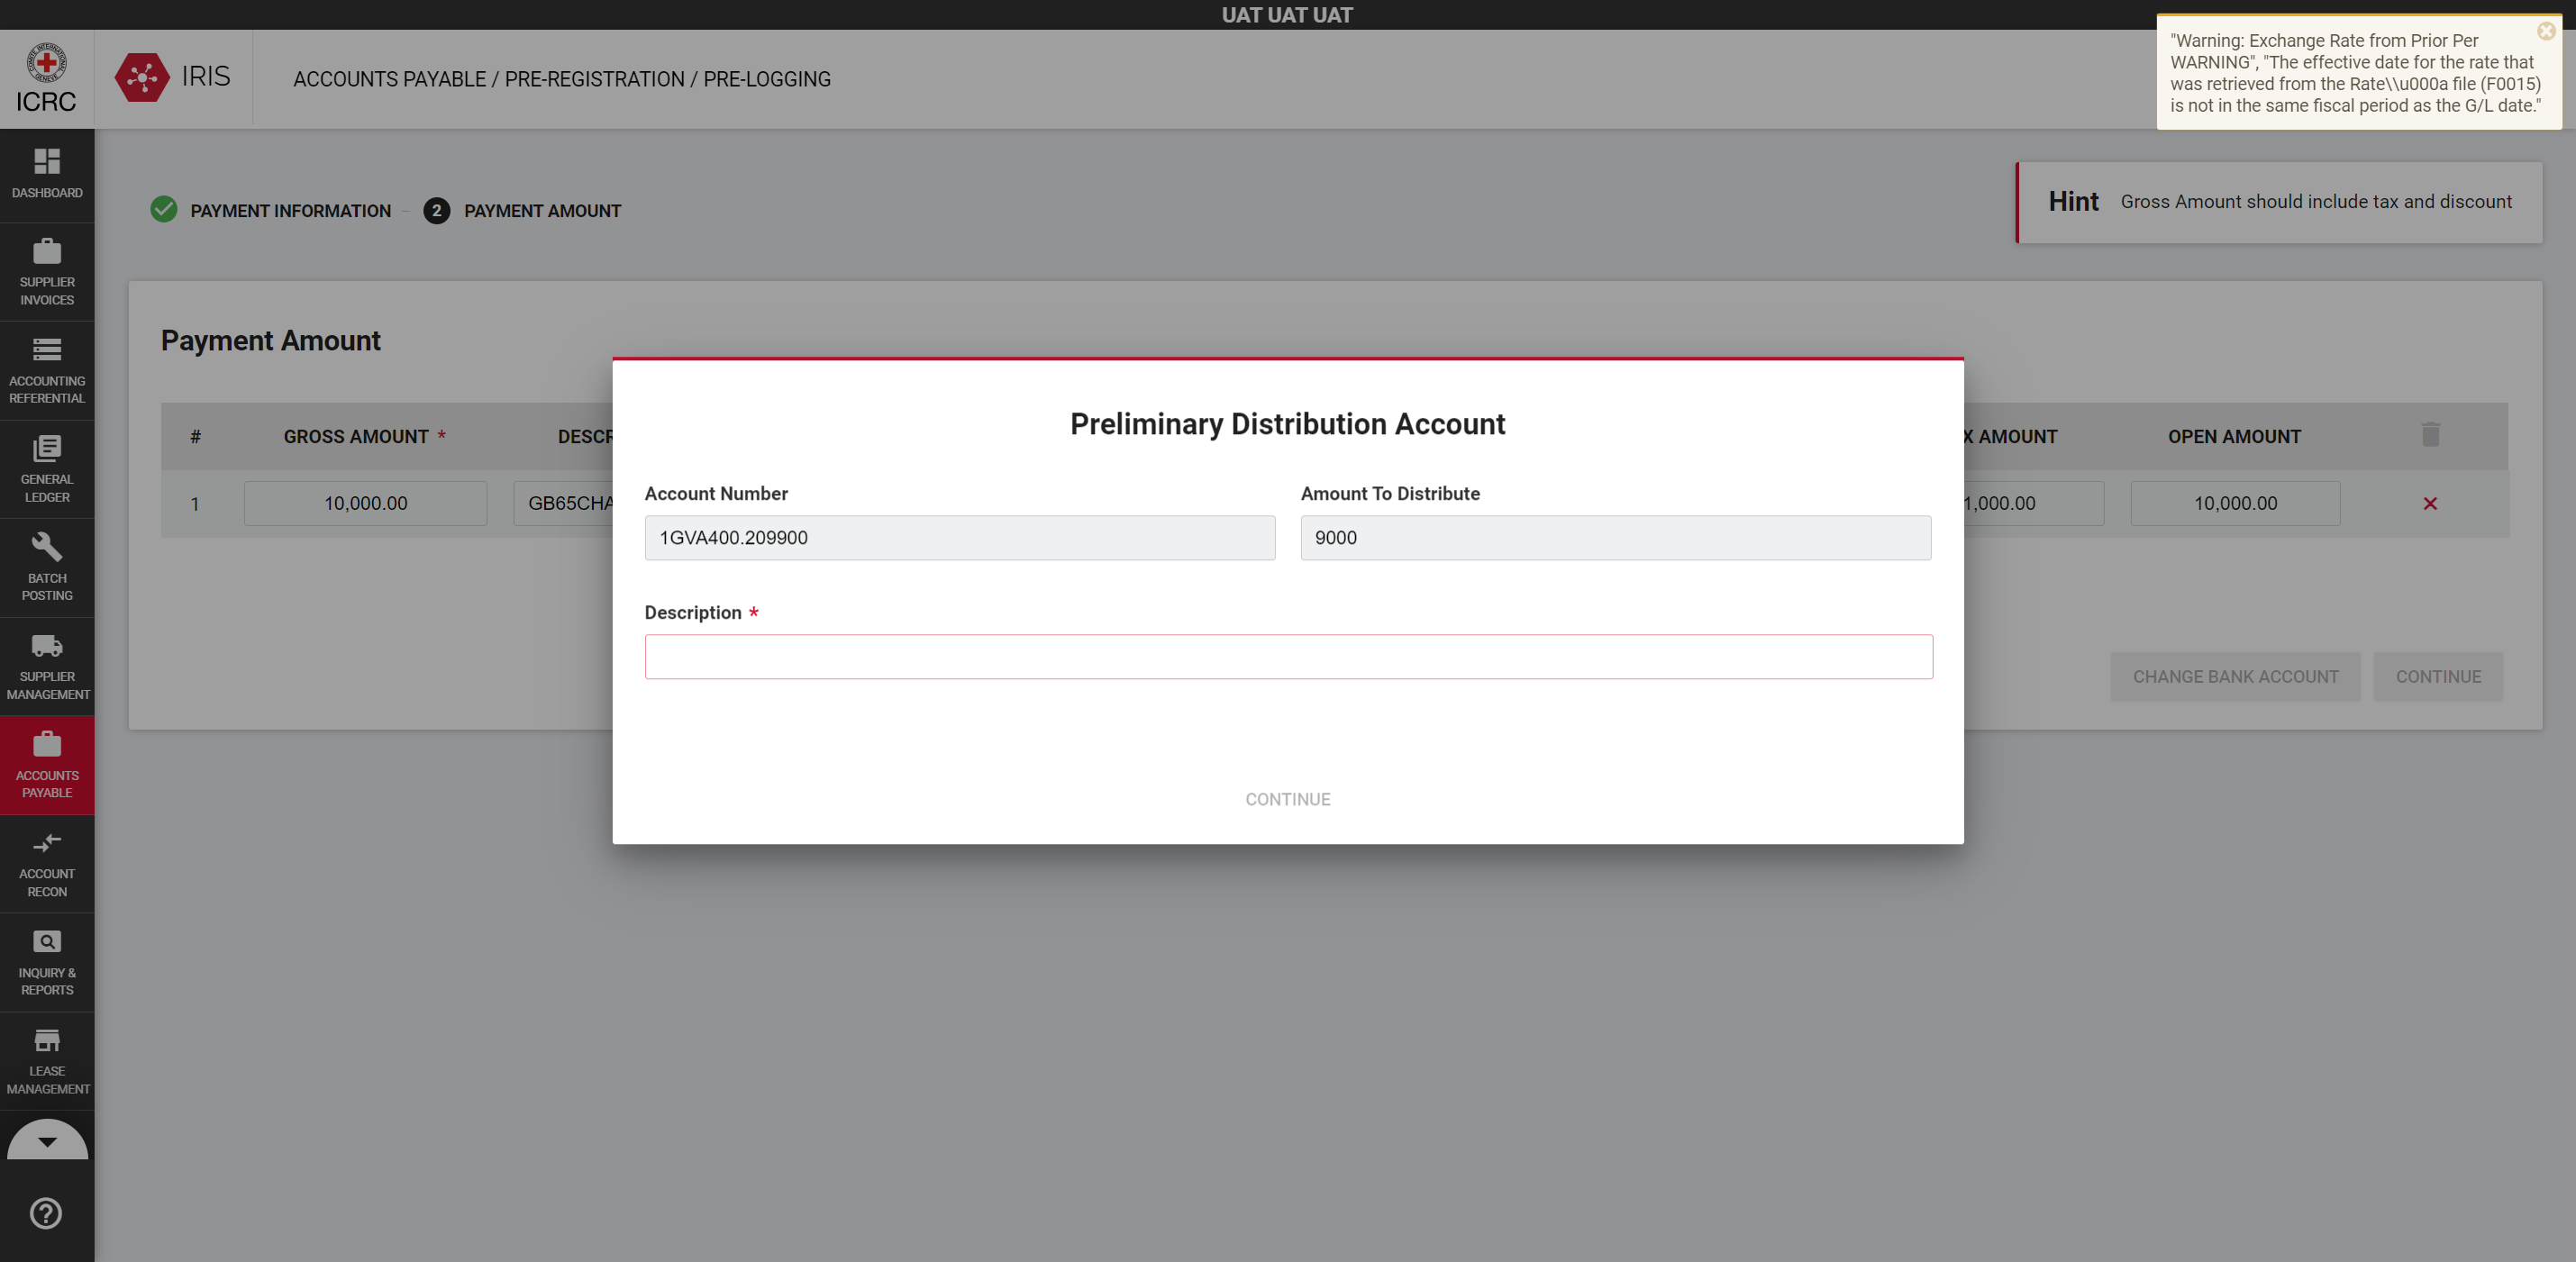 UAT UAT UAT
ICRC
IRIS
ACCOUNTS PAYABLE / PRE-REGISTRATION / PRE-LOGGING
"Warning: Exchange Rate from Prior Per
WARNING", "The effective date for the rate that
was retrieved from the Rate\\u000a file (F0015)
is not in the same fiscal period as the G/L date."
DASHBOARD
SUPPLIER
INVOICES
ACCOUNTING
REFERENTIAL
GENERAL
LEDGER
BATCH
POSTING
SUPPLIER
MANAGEMENT
ACCOUNTS
PAYABLE
ACCOUNT
RECON
INQUIRY &
REPORTS
LEASE
MANAGEMENT
PAYMENT INFORMATION
2 PAYMENT AMOUNT
Hint Gross Amount should include tax and discount
Payment Amount
# GROSS AMOUNT * DESCR X AMOUNT OPEN AMOUNT
1 10,000.00 GB65CHA 1,000.00 10,000.00
Preliminary Distribution Account
Account Number Amount To Distribute
1GVA400.209900 9000
Description *
CONTINUE
CHANGE BANK ACCOUNT CONTINUE